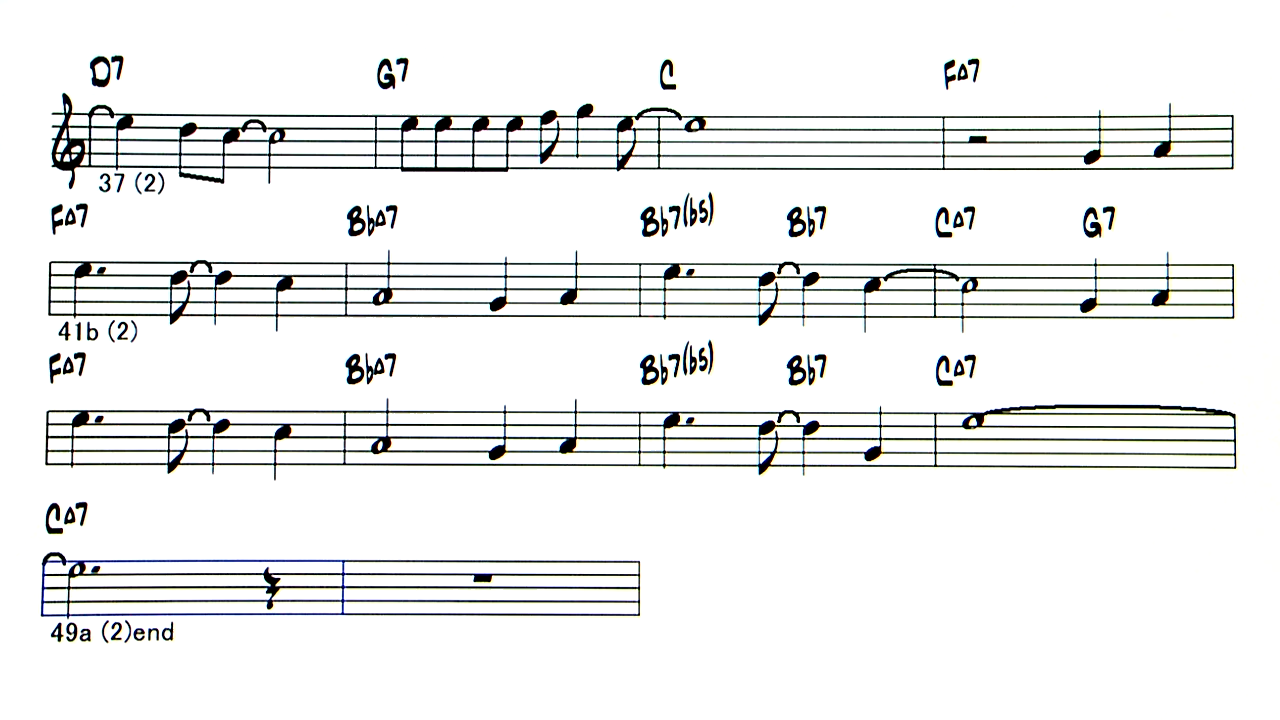 D7 G7 C F△7
37 (2)
F△7 B♭△7 B♭7(♭5) B♭7 C△7 G7
41b (2)
F△7 B♭△7 B♭7(♭5) B♭7 C△7
C△7
49a (2)end